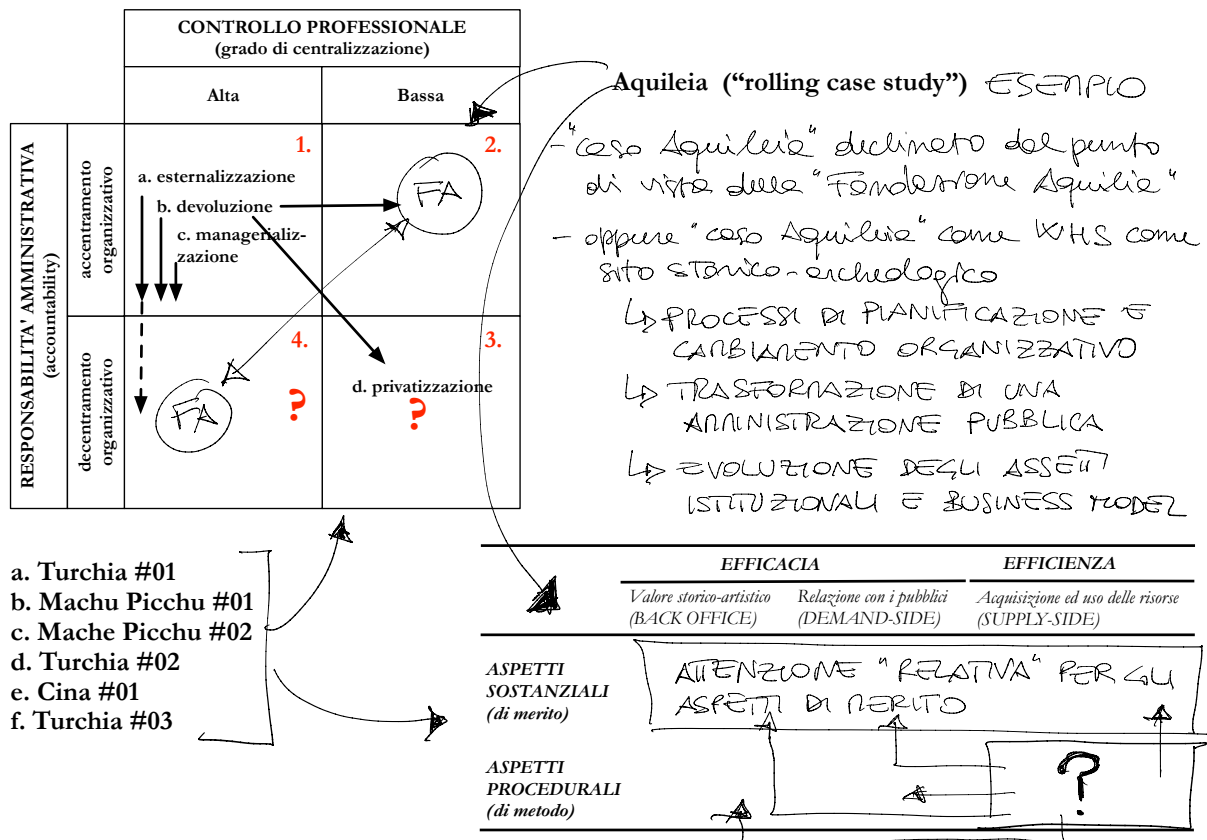 CONTROLLO PROFESSIONALE
(grado di centralizzazione)
Alta
Bassa
RESPONSABILITA' AMMINISTRATIVA
(accountability)
accentramento
organizzativo
decentramento
organizzativo
1.
2.
a. esternalizzazione
b. devoluzione
c. managerializ-
zazione
FA
4.
3.
d. privatizzazione
FA
?
?
Aquileia ("rolling case study") ESEMPIO
- "caso Aquileia" declinato dal punto
di vista della "Fondazione Aquileia"
- oppure "caso Aquileia" come WHS come
sito storico-archeologico
↳ PROCESSI DI PIANIFICAZIONE E
CAMBIAMENTO ORGANIZZATIVO
↳ TRASFORMAZIONE DI UNA
AMMINISTRAZIONE PUBBLICA
↳ EVOLUZIONE DEGLI ASSETTI
ISTITUZIONALI E BUSINESS MODEL
a. Turchia #01
b. Machu Picchu #01
c. Mache Picchu #02
d. Turchia #02
e. Cina #01
f. Turchia #03
EFFICACIA
EFFICIENZA
Valore storico-artistico
(BACK OFFICE)
Relazione con i pubblici
(DEMAND-SIDE)
Acquisizione ed uso delle risorse
(SUPPLY-SIDE)
ASPETTI
SOSTANZIALI
(di merito)
ATTENZIONE "RELATIVA" PER GLI
ASPETTI DI MERITO
ASPETTI
PROCEDURALI
(di metodo)
?